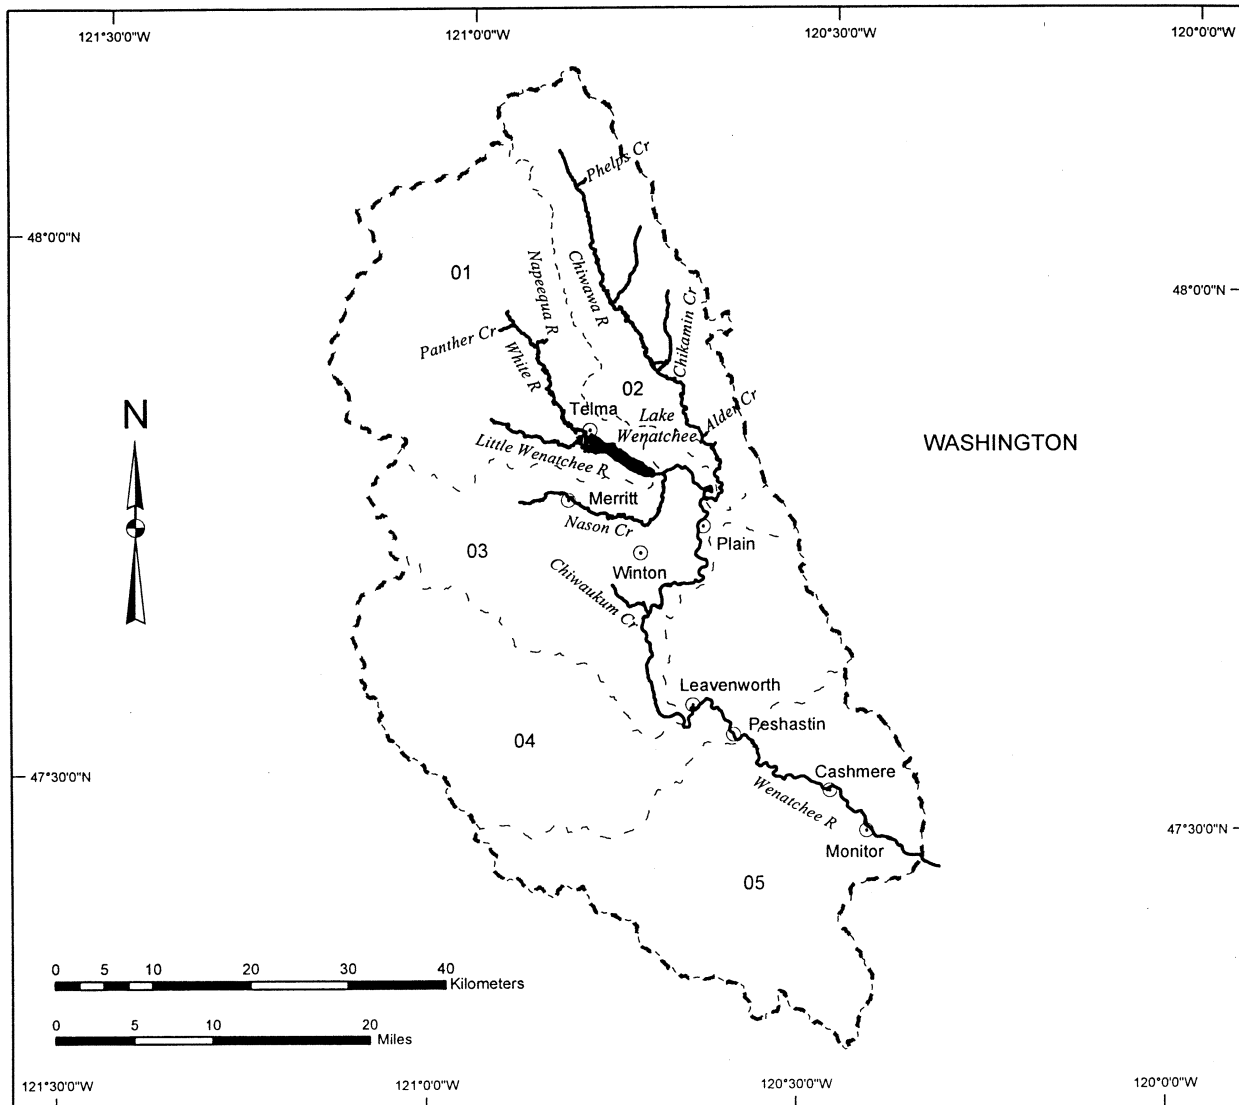 121°30'0"W
121°0'0"W
120°30'0"W
120°0'0"W
Phelps Cr
48°0'0"N
01
Napeequa R
Chiwawa R
48°0'0"N
Chikamin Cr
Panther Cr
White R
02
N
Telma
Lake
Wenatchee
Alder Cr
WASHINGTON
Little Wenatchee R
Merritt
Nason Cr
Plain
03
Winton
Chiwaukum Cr
Leavenworth
Peshastin
04
47°30'0"N
Cashmere
Wenatchee R
47°30'0"N
Monitor
05
0 5 10 20 30 40
Kilometers
0 5 10 20
Miles
121°30'0"W
121°0'0"W
120°30'0"W
120°0'0"W